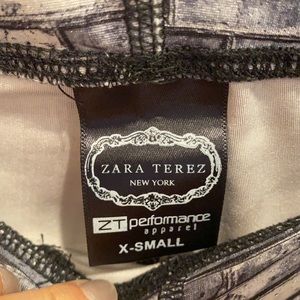 ZARA TEREZ
NEW YORK
ZT performance
apparel
X-SMALL